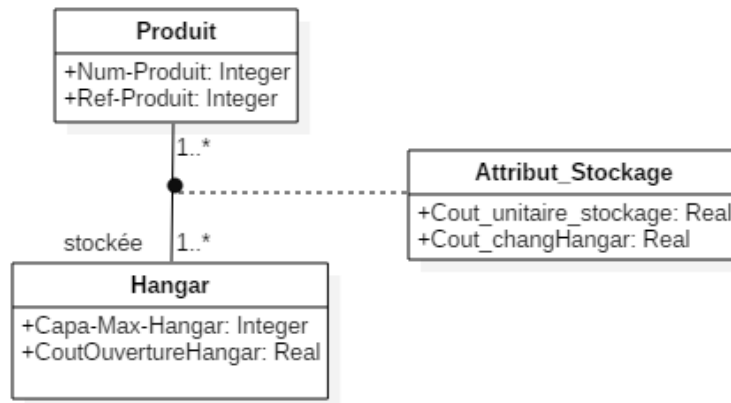 Produit
+Num-Produit: Integer
+Ref-Produit: Integer
1..*
Attribut_Stockage
+Cout_unitaire_stockage: Real
+Cout_changHangar: Real
stockée 1..*
Hangar
+Capa-Max-Hangar: Integer
+CoutOuvertureHangar: Real